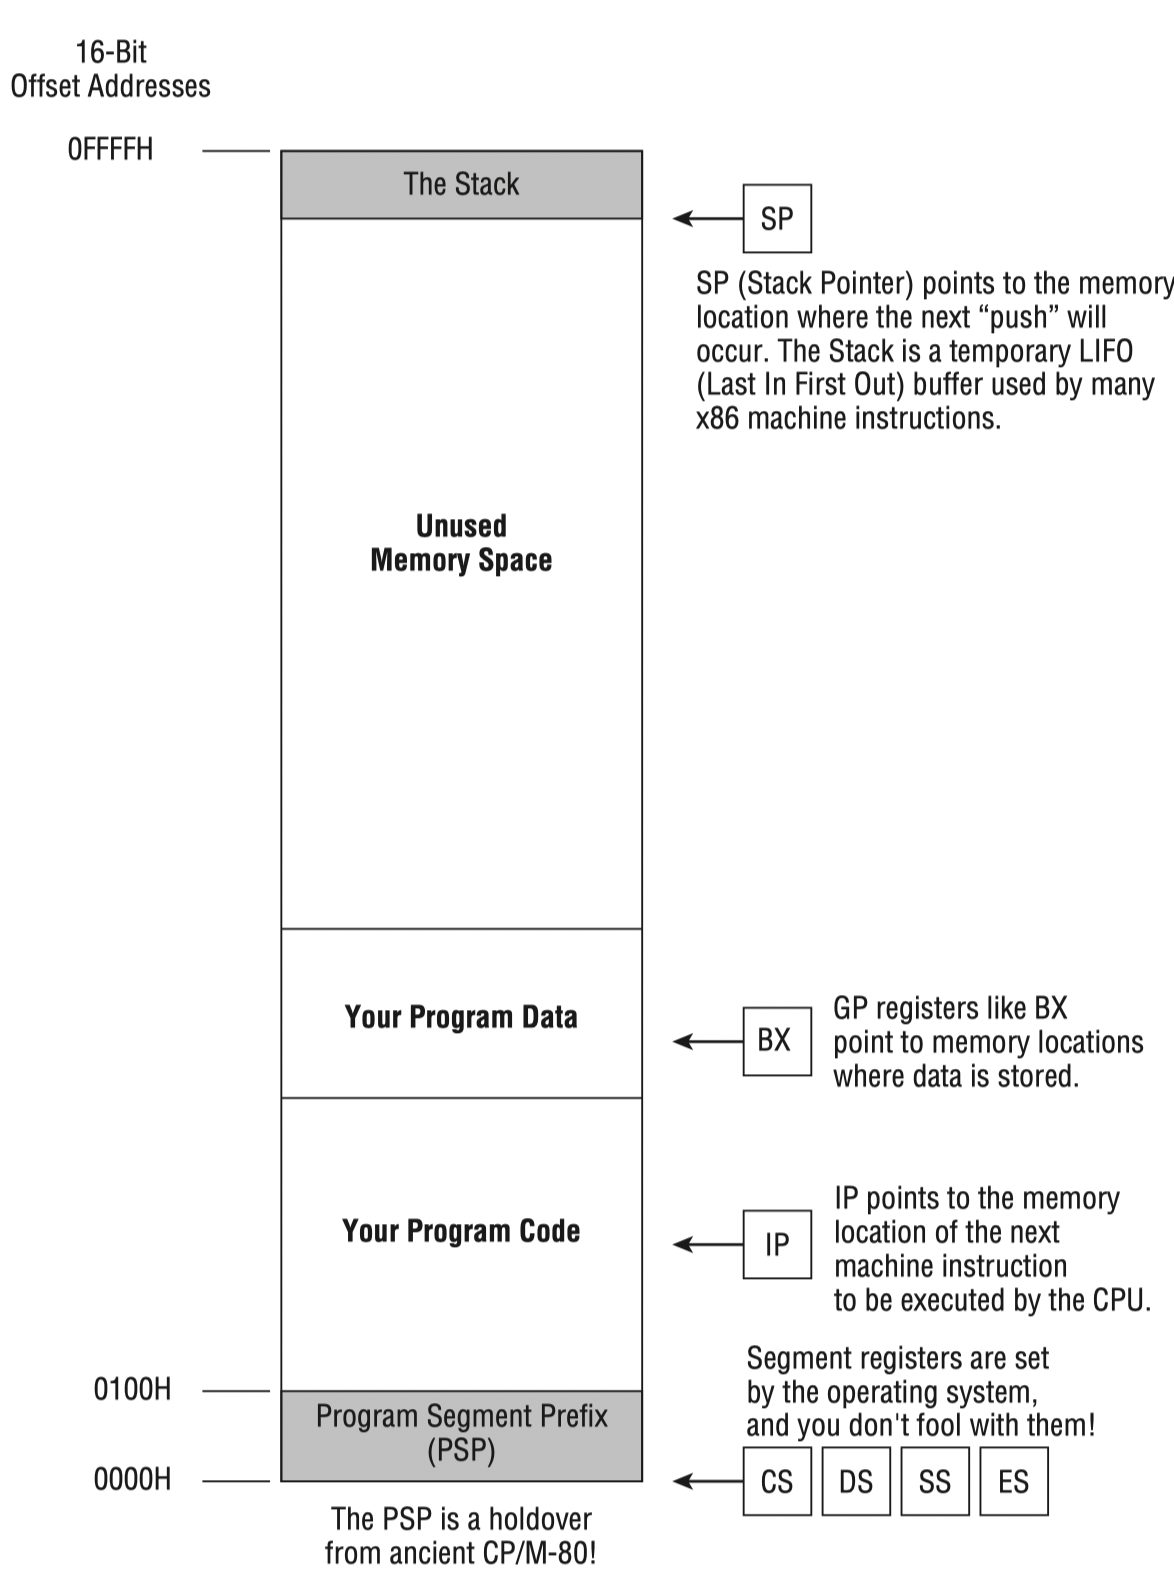 16-Bit
Offset Addresses
0FFFFH
The Stack
SP
SP (Stack Pointer) points to the memory
location where the next “push” will
occur. The Stack is a temporary LIFO
(Last In First Out) buffer used by many
x86 machine instructions.
Unused
Memory Space
Your Program Data
BX
GP registers like BX
point to memory locations
where data is stored.
Your Program Code
IP
IP points to the memory
location of the next
machine instruction
to be executed by the CPU.
Segment registers are set
by the operating system,
and you don't fool with them!
0100H
Program Segment Prefix
(PSP)
0000H
CS DS SS ES
The PSP is a holdover
from ancient CP/M-80!